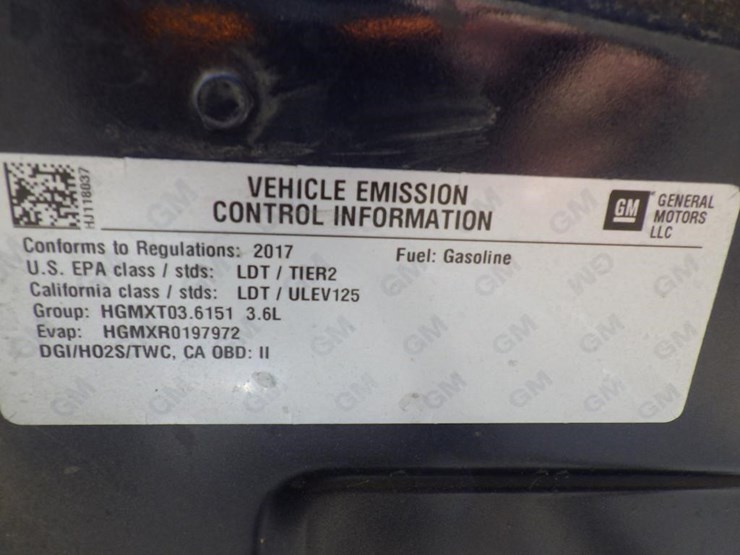 HJ118037
VEHICLE EMISSION
CONTROL INFORMATION
GM
GENERAL
MOTORS
LLC
Conforms to Regulations: 2017
Fuel: Gasoline
U.S. EPA class / stds: LDT / TIER2
California class / stds: LDT / ULEV125
Group: HGMXT03.6151 3.6L
Evap: HGMXR0197972
DGI/HO2S/TWC, CA OBD: II